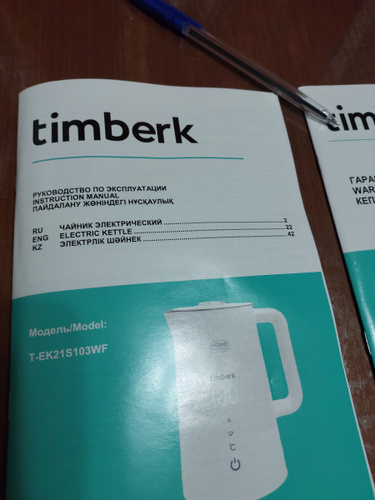 timberk
РУКОВОДСТВО ПО ЭКСПЛУАТАЦИИ
INSTRUCTION MANUAL
ПАЙДАЛАНУ ЖӨНІНДЕГІ НҰСҚАУЛЫҚ
RU ЧАЙНИК ЭЛЕКТРИЧЕСКИЙ 2
ENG ELECTRIC KETTLE 22
KZ ЭЛЕКТРЛІК ШӘЙНЕК 42
Модель/Model:
T-EK21S103WF
HOME
timberk
tim
ГАРА
WAR
КЕП